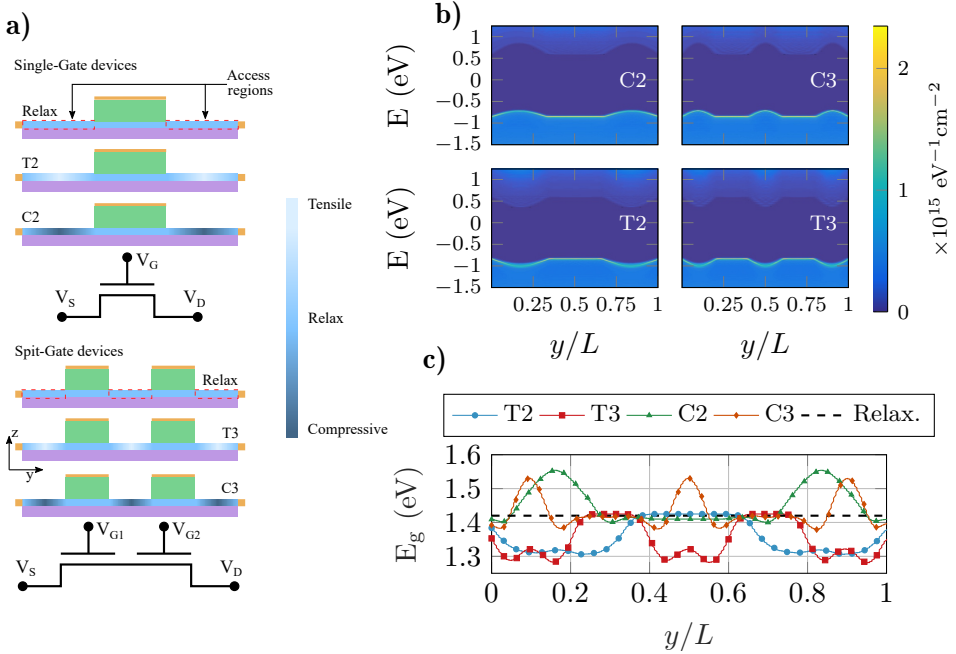 a)
Single-Gate devices
Access
regions
Relax
T2
C2
V_G
V_S
V_D
Tensile
Relax
Compressive
Spit-Gate devices
Relax
T3
z
y
C3
V_G1
V_G2
V_S
V_D
b)
E (eV)
1
0.5
0
−0.5
−1
−1.5
C2
C3
E (eV)
1
0.5
0
−0.5
−1
−1.5
T2
T3
0.25 0.5 0.75 1
0.25 0.5 0.75 1
y/L
y/L
2
1
0
×10^15 eV^−1cm^−2
c)
T2 T3 C2 C3 Relax.
E_g (eV)
1.6
1.5
1.4
1.3
0 0.2 0.4 0.6 0.8 1
y/L